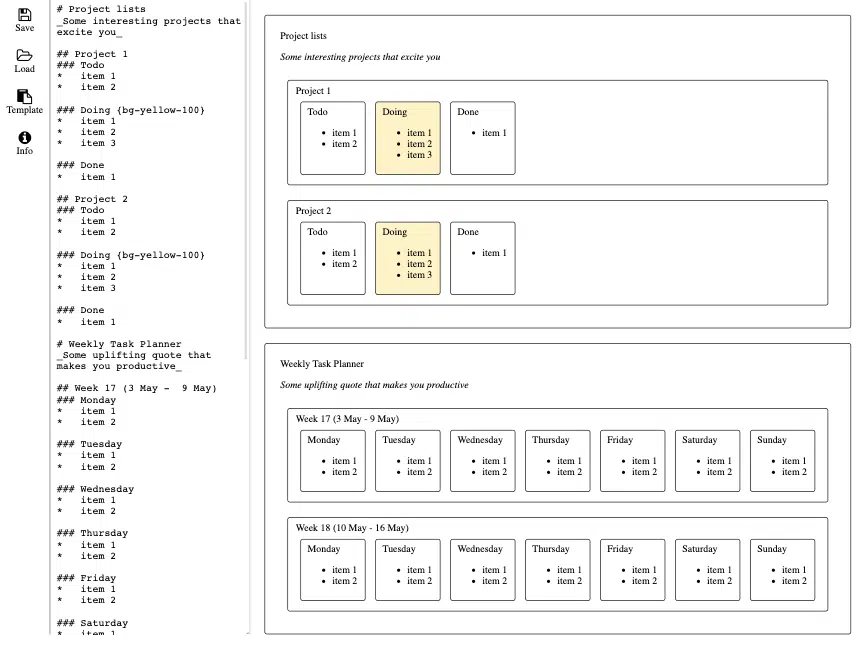 Save
Load
Template
Info
# Project lists
_Some interesting projects that
excite you_
## Project 1
### Todo
*   item 1
*   item 2
### Doing {bg-yellow-100}
*   item 1
*   item 2
*   item 3
### Done
*   item 1
## Project 2
### Todo
*   item 1
*   item 2
### Doing {bg-yellow-100}
*   item 1
*   item 2
*   item 3
### Done
*   item 1
# Weekly Task Planner
_Some uplifting quote that
makes you productive_
## Week 17 (3 May -  9 May)
### Monday
*   item 1
*   item 2
### Tuesday
*   item 1
*   item 2
### Wednesday
*   item 1
*   item 2
### Thursday
*   item 1
*   item 2
### Friday
*   item 1
*   item 2
### Saturday
*   item 1
Project lists
Some interesting projects that excite you
Project 1
Todo
• item 1
• item 2
Doing
• item 1
• item 2
• item 3
Done
• item 1
Project 2
Todo
• item 1
• item 2
Doing
• item 1
• item 2
• item 3
Done
• item 1
Weekly Task Planner
Some uplifting quote that makes you productive
Week 17 (3 May - 9 May)
Monday
• item 1
• item 2
Tuesday
• item 1
• item 2
Wednesday
• item 1
• item 2
Thursday
• item 1
• item 2
Friday
• item 1
• item 2
Saturday
• item 1
• item 2
Sunday
• item 1
• item 2
Week 18 (10 May - 16 May)
Monday
• item 1
• item 2
Tuesday
• item 1
• item 2
Wednesday
• item 1
• item 2
Thursday
• item 1
• item 2
Friday
• item 1
• item 2
Saturday
• item 1
• item 2
Sunday
• item 1
• item 2